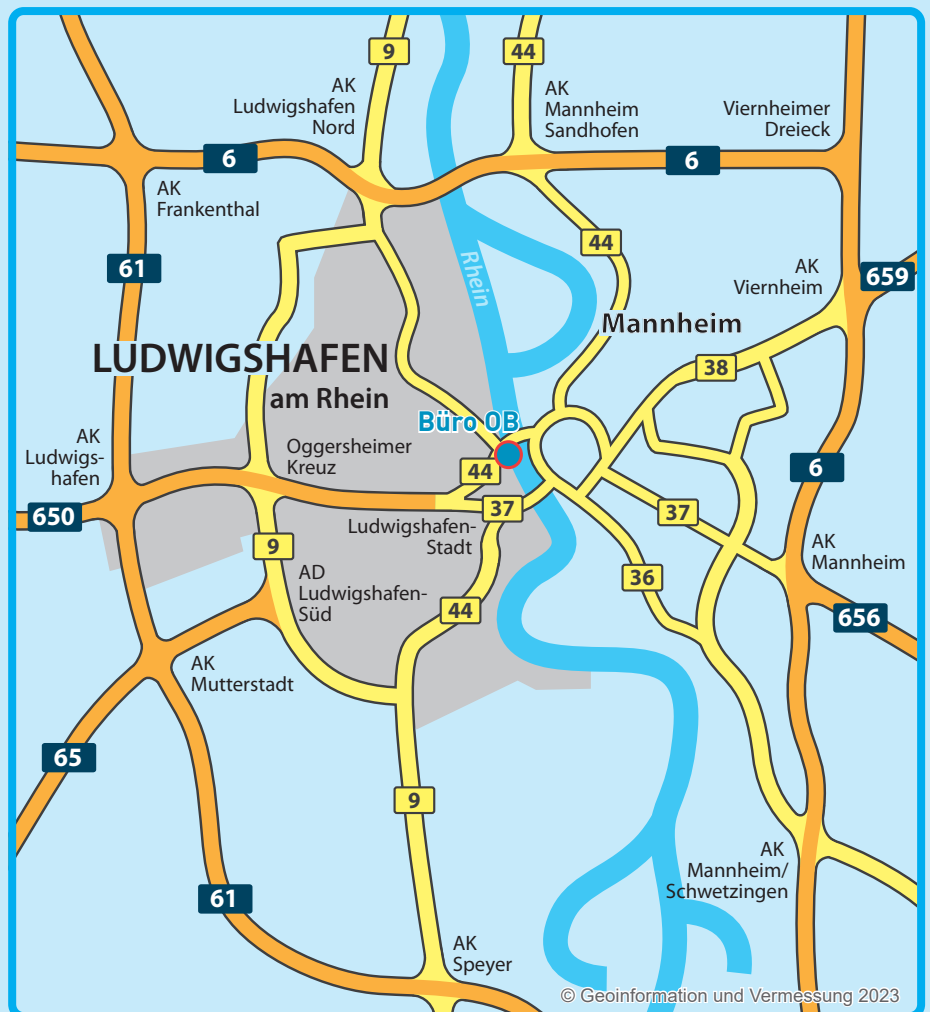 9
44
AK
Ludwigshafen
Nord
AK
Mannheim
Sandhofen
Viernheimer
Dreieck
6
6
AK
Frankenthal
44
61
Rhein
AK
Viernheim
659
Mannheim
LUDWIGSHAFEN
am Rhein
38
Büro OB
AK
Ludwigs-
hafen
Oggersheimer
Kreuz
44
6
650
37
37
Ludwigshafen-
Stadt
9
AK
Mannheim
AD
Ludwigshafen-
Süd
36
44
656
AK
Mutterstadt
65
9
AK
Mannheim/
Schwetzingen
61
AK
Speyer
© Geoinformation und Vermessung 2023